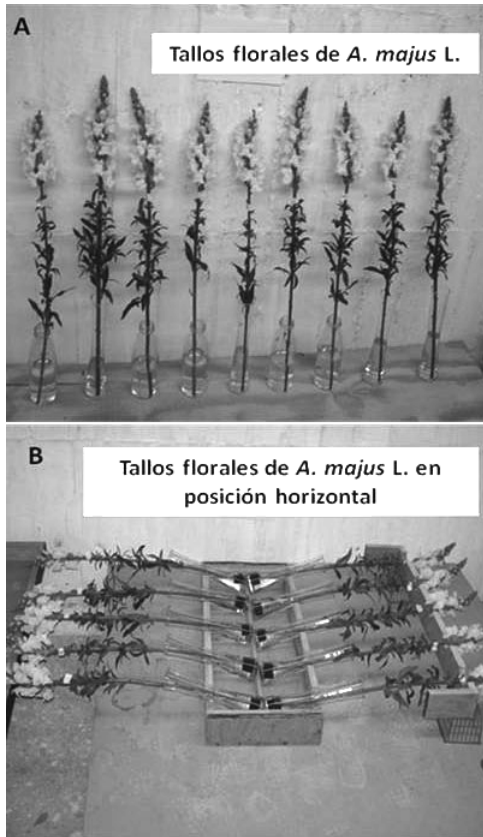 A
Tallos florales de A. majus L.
B
Tallos florales de A. majus L. en
posición horizontal